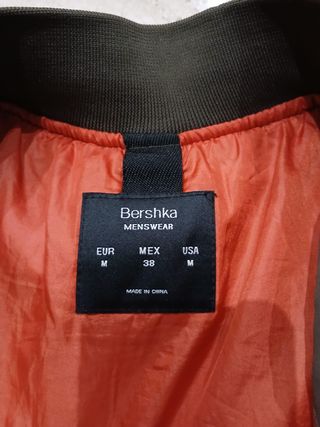 Bershka
MENSWEAR
EUR MEX USA
M 38 M
MADE IN CHINA